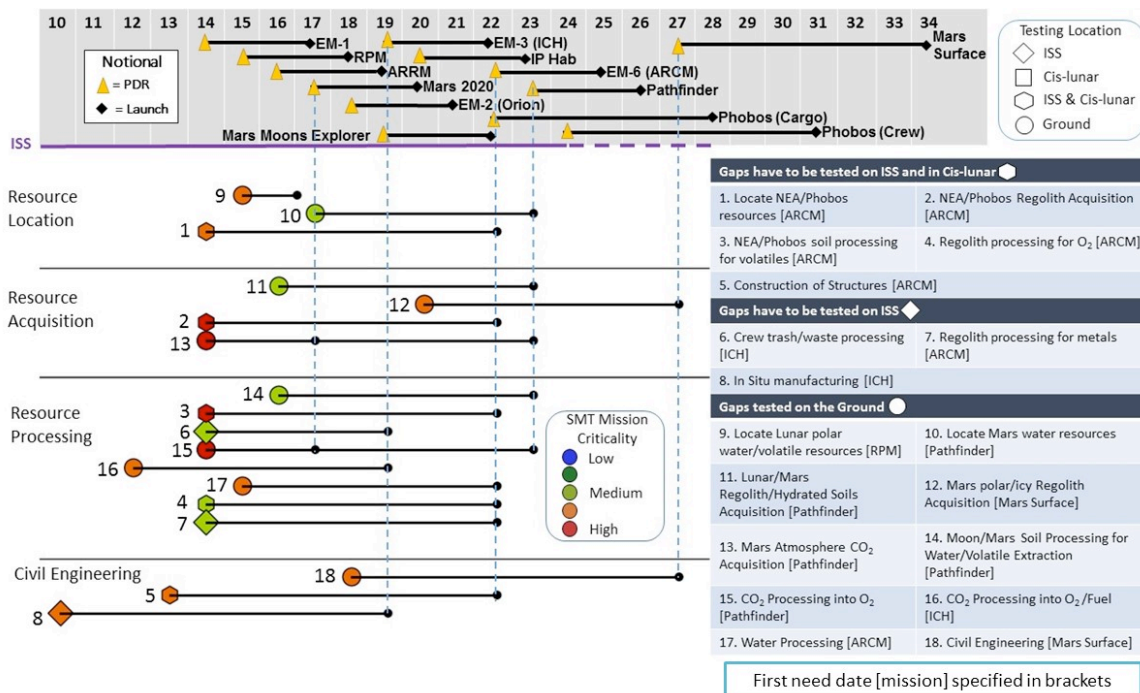 10 11 12 13 14 15 16 17 18 19 20 21 22 23 24 25 26 27 28 29 30 31 32 33 34
Notional
= PDR
= Launch
EM-1
EM-3 (ICH)
Mars
Surface
RPM
IP Hab
ARRM
EM-6 (ARCM)
Mars 2020
Pathfinder
EM-2 (Orion)
Phobos (Cargo)
Mars Moons Explorer
Phobos (Crew)
ISS
Testing Location
ISS
Cis-lunar
ISS & Cis-lunar
Ground
Resource
Location
9
10
1
Resource
Acquisition
11
12
2
13
Resource
Processing
14
3
6
15
16
17
4
7
Civil Engineering
18
5
8
SMT Mission
Criticality
Low
Medium
High
Gaps have to be tested on ISS and in Cis-lunar
1. Locate NEA/Phobos
resources [ARCM]
2. NEA/Phobos Regolith Acquisition
[ARCM]
3. NEA/Phobos soil processing
for volatiles [ARCM]
4. Regolith processing for O₂ [ARCM]
5. Construction of Structures [ARCM]
Gaps have to be tested on ISS
6. Crew trash/waste processing
[ICH]
7. Regolith processing for metals
[ARCM]
8. In Situ manufacturing [ICH]
Gaps tested on the Ground
9. Locate Lunar polar
water/volatile resources [RPM]
10. Locate Mars water resources
[Pathfinder]
11. Lunar/Mars
Regolith/Hydrated Soils
Acquisition [Pathfinder]
12. Mars polar/icy Regolith
Acquisition [Mars Surface]
13. Mars Atmosphere CO₂
Acquisition [Pathfinder]
14. Moon/Mars Soil Processing for
Water/Volatile Extraction
[Pathfinder]
15. CO₂ Processing into O₂
[Pathfinder]
16. CO₂ Processing into O₂/Fuel
[ICH]
17. Water Processing [ARCM]
18. Civil Engineering [Mars Surface]
First need date [mission] specified in brackets